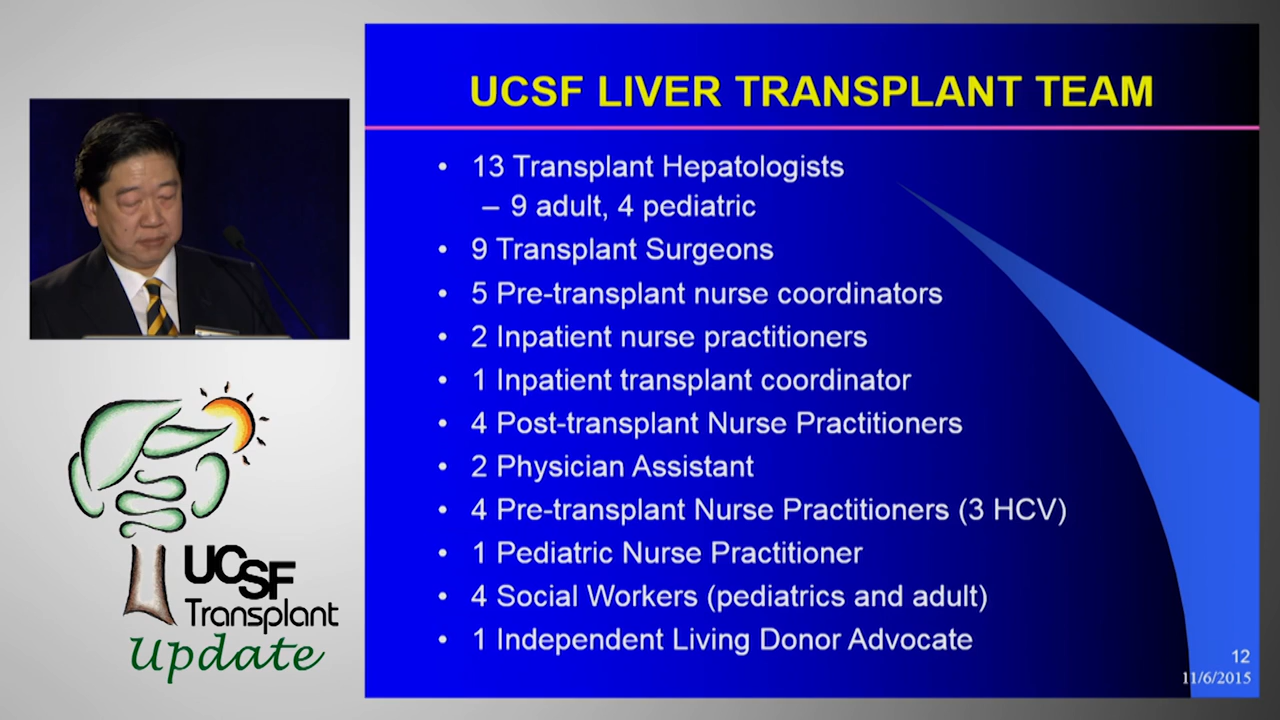 UCSF LIVER TRANSPLANT TEAM
• 13 Transplant Hepatologists
– 9 adult, 4 pediatric
• 9 Transplant Surgeons
• 5 Pre-transplant nurse coordinators
• 2 Inpatient nurse practitioners
• 1 Inpatient transplant coordinator
• 4 Post-transplant Nurse Practitioners
• 2 Physician Assistant
• 4 Pre-transplant Nurse Practitioners (3 HCV)
• 1 Pediatric Nurse Practitioner
• 4 Social Workers (pediatrics and adult)
• 1 Independent Living Donor Advocate
12
11/6/2015
UCSF
Transplant
Update